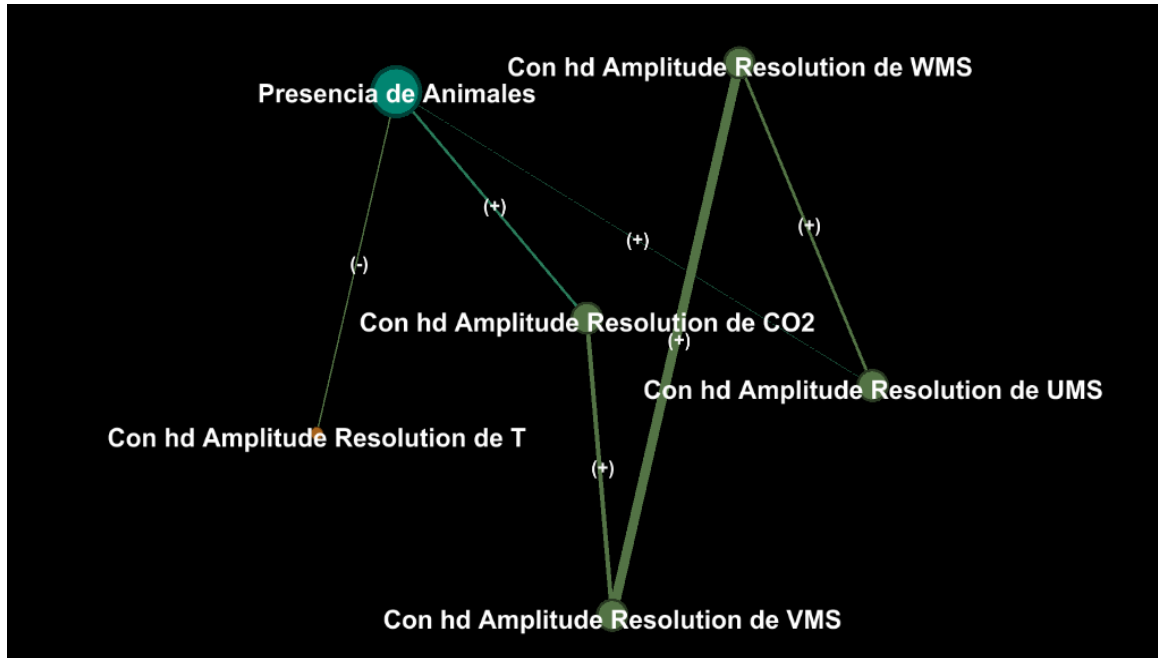 Con hd Amplitude Resolution de WMS
Presencia de Animales
(+)
(+)
(+)
(-)
Con hd Amplitude Resolution de CO2
(+)
Con hd Amplitude Resolution de UMS
Con hd Amplitude Resolution de T
(+)
Con hd Amplitude Resolution de VMS